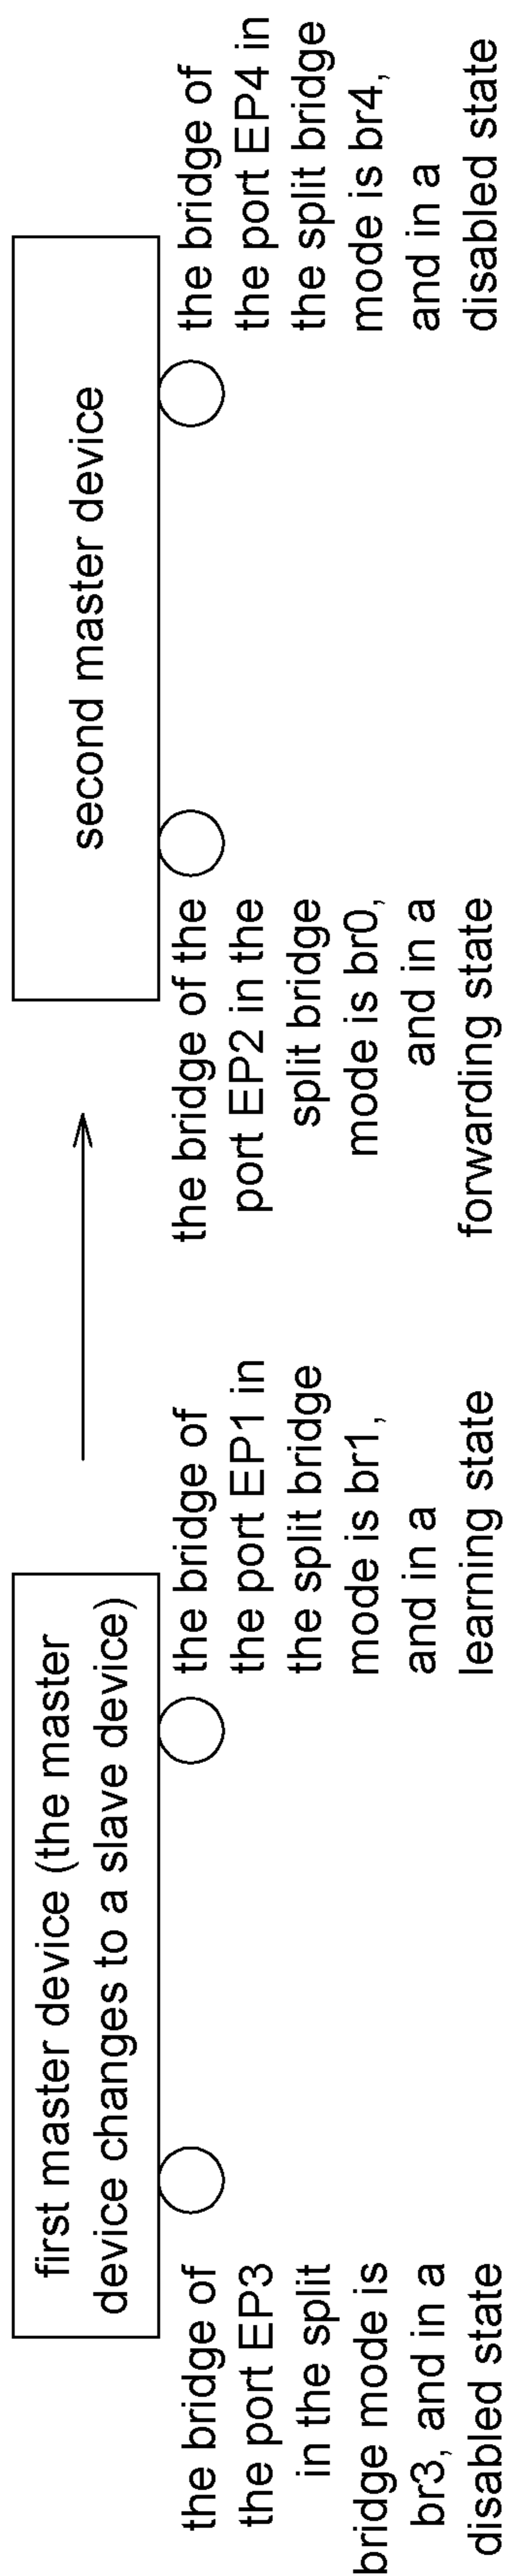 first master device (the master
device changes to a slave device)
second master device
the bridge of
the port EP3
in the split
bridge mode is
br3, and in a
disabled state
the bridge of
the port EP1 in
the split bridge
mode is br1,
and in a
learning state
the bridge of the
port EP2 in the
split bridge
mode is br0,
and in a
forwarding state
the bridge of
the port EP4 in
the split bridge
mode is br4,
and in a
disabled state